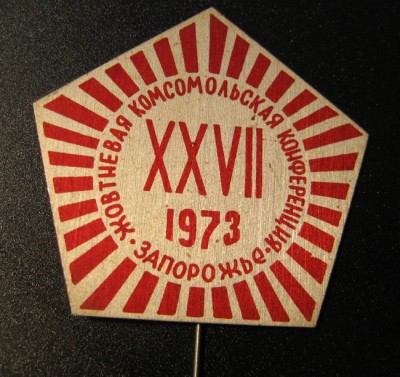 ЖОВТНЕВАЯ КОМСОМОЛЬСКАЯ КОНФЕРЕНЦИЯ
XXVII
1973
• ЗАПОРОЖЬЕ •